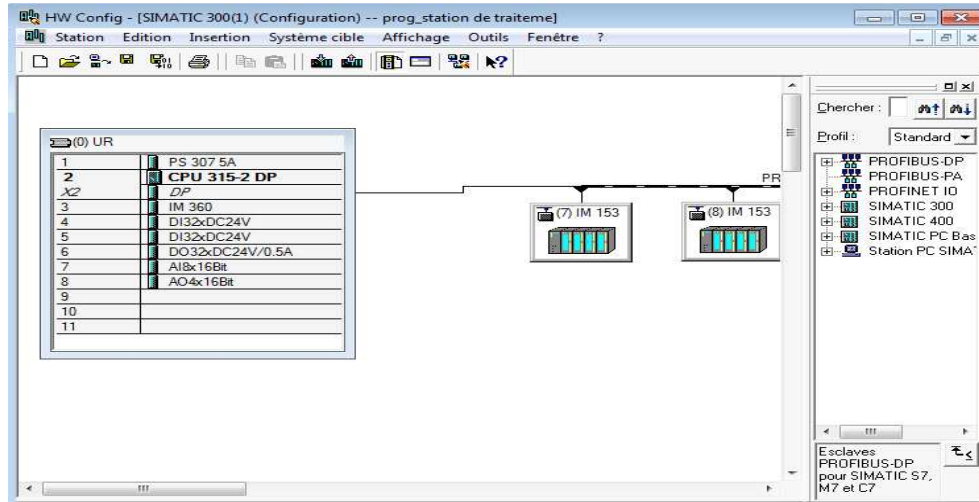 HW Config - [SIMATIC 300(1) (Configuration) -- prog_station de traiteme]
Station Edition Insertion Système cible Affichage Outils Fenêtre ?
(0) UR
1 PS 307 5A
2 CPU 315-2 DP
X2 DP
3 IM 360
4 DI32xDC24V
5 DI32xDC24V
6 DO32xDC24V/0.5A
7 AI8x16Bit
8 AO4x16Bit
9
10
11
PR
(7) IM 153
(8) IM 153
Chercher :
Profil : Standard
PROFIBUS-DP
PROFIBUS-PA
PROFINET IO
SIMATIC 300
SIMATIC 400
SIMATIC PC Bas
Station PC SIMA
Esclaves
PROFIBUS-DP
pour SIMATIC S7,
M7 et C7